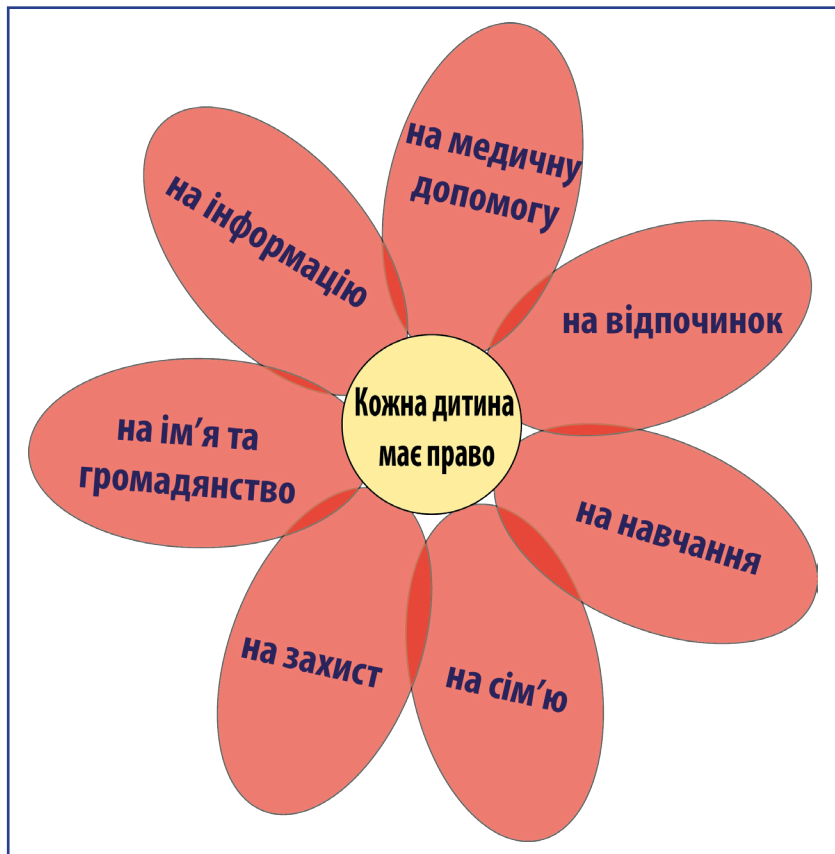 Кожна дитина
має право
на медичну
допомогу
на відпочинок
на навчання
на сім’ю
на захист
на ім’я та
громадянство
на інформацію